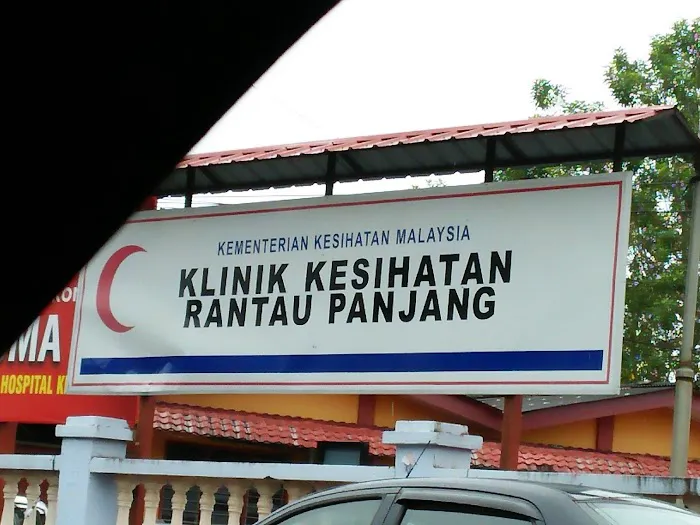 KEMENTERIAN KESIHATAN MALAYSIA
KLINIK KESIHATAN
RANTAU PANJANG
MA
HOSPITAL